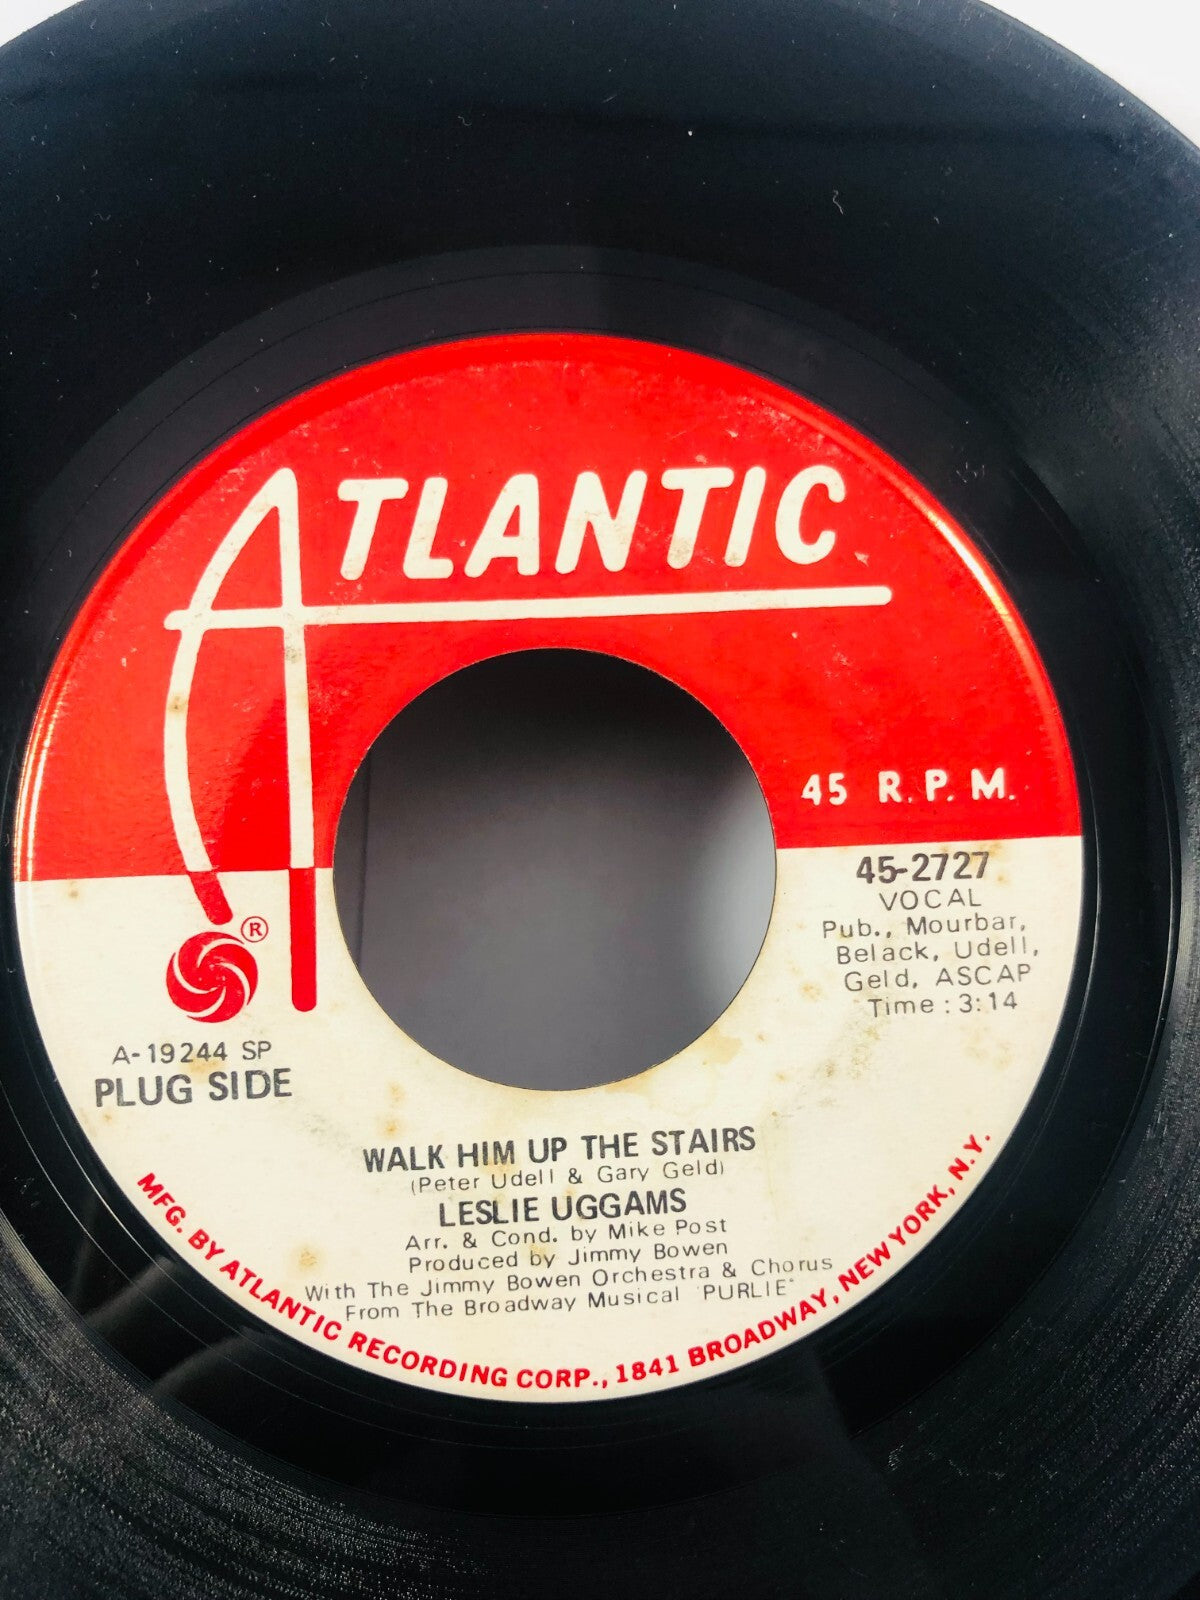 ATLANTIC
45 R.P.M.
45-2727
VOCAL
Pub., Mourbar,
Belack, Udell,
Geld, ASCAP
Time : 3:14
®
A-19244 SP
PLUG SIDE
WALK HIM UP THE STAIRS
(Peter Udell & Gary Geld)
LESLIE UGGAMS
Arr. & Cond. by Mike Post
Produced by Jimmy Bowen
With The Jimmy Bowen Orchestra & Chorus
From The Broadway Musical "PURLIE"
MFG. BY ATLANTIC RECORDING CORP., 1841 BROADWAY, NEW YORK, N.Y.